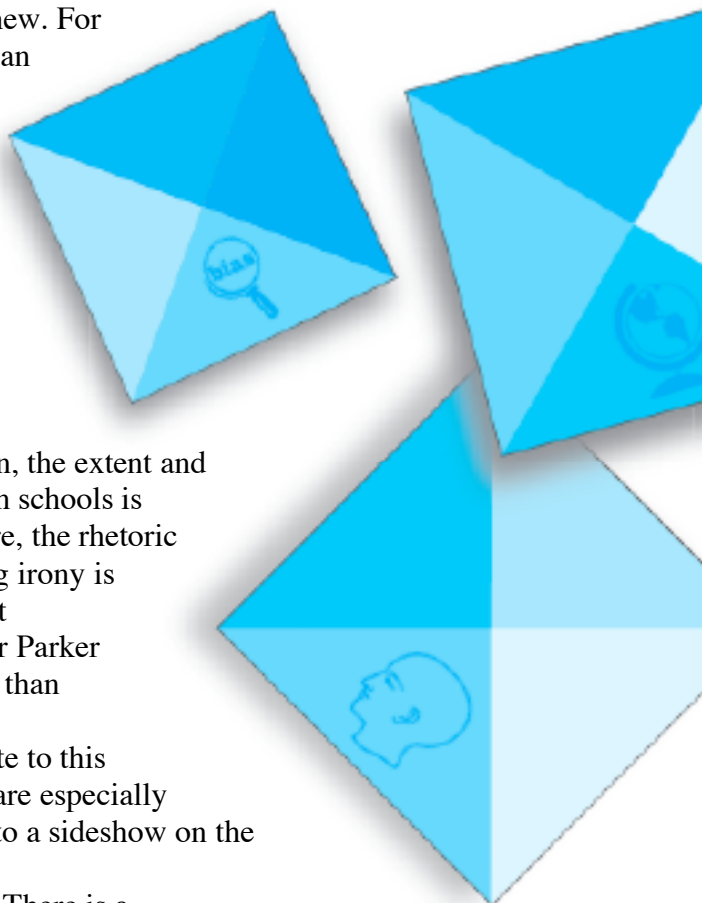 new. For
an
bias
n, the extent and
n schools is
re, the rhetoric
g irony is
t
r Parker
than
te to this
are especially
to a sideshow on the
There is a